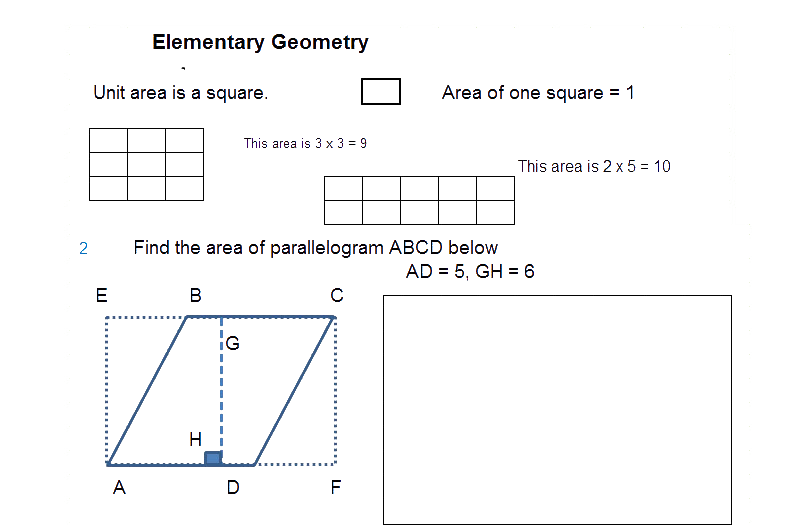 Elementary Geometry
Unit area is a square.
Area of one square = 1
This area is 3 x 3 = 9
This area is 2 x 5 = 10
2 Find the area of parallelogram ABCD below
AD = 5, GH = 6
E B C
G
H
A D F